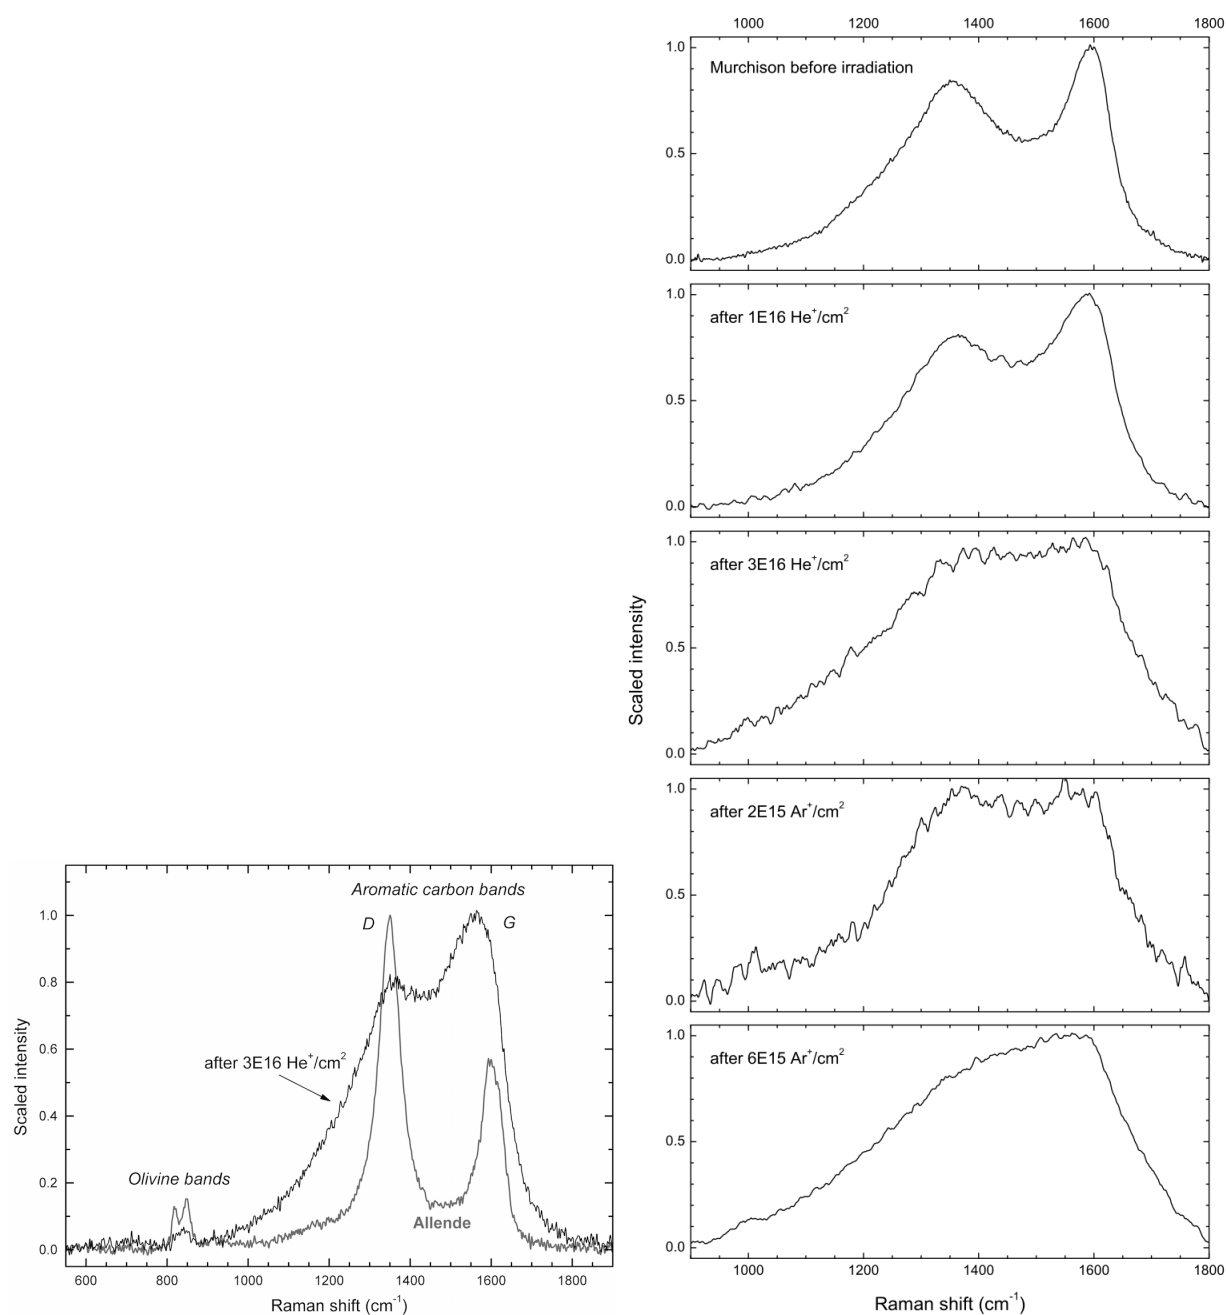 1000 1200 1400 1600 1800
1.0
Murchison before irradiation
0.5
0.0
1.0
after 1E16 He⁺/cm²
0.5
0.0
1.0
after 3E16 He⁺/cm²
0.5
0.0
1.0
after 2E15 Ar⁺/cm²
0.5
0.0
1.0
after 6E15 Ar⁺/cm²
0.5
0.0
1000 1200 1400 1600 1800
Raman shift (cm⁻¹)
Scaled intensity
Aromatic carbon bands
D G
1.0
0.8
0.6
0.4
0.2
0.0
after 3E16 He⁺/cm²
Olivine bands
Allende
600 800 1000 1200 1400 1600 1800
Raman shift (cm⁻¹)
Scaled intensity